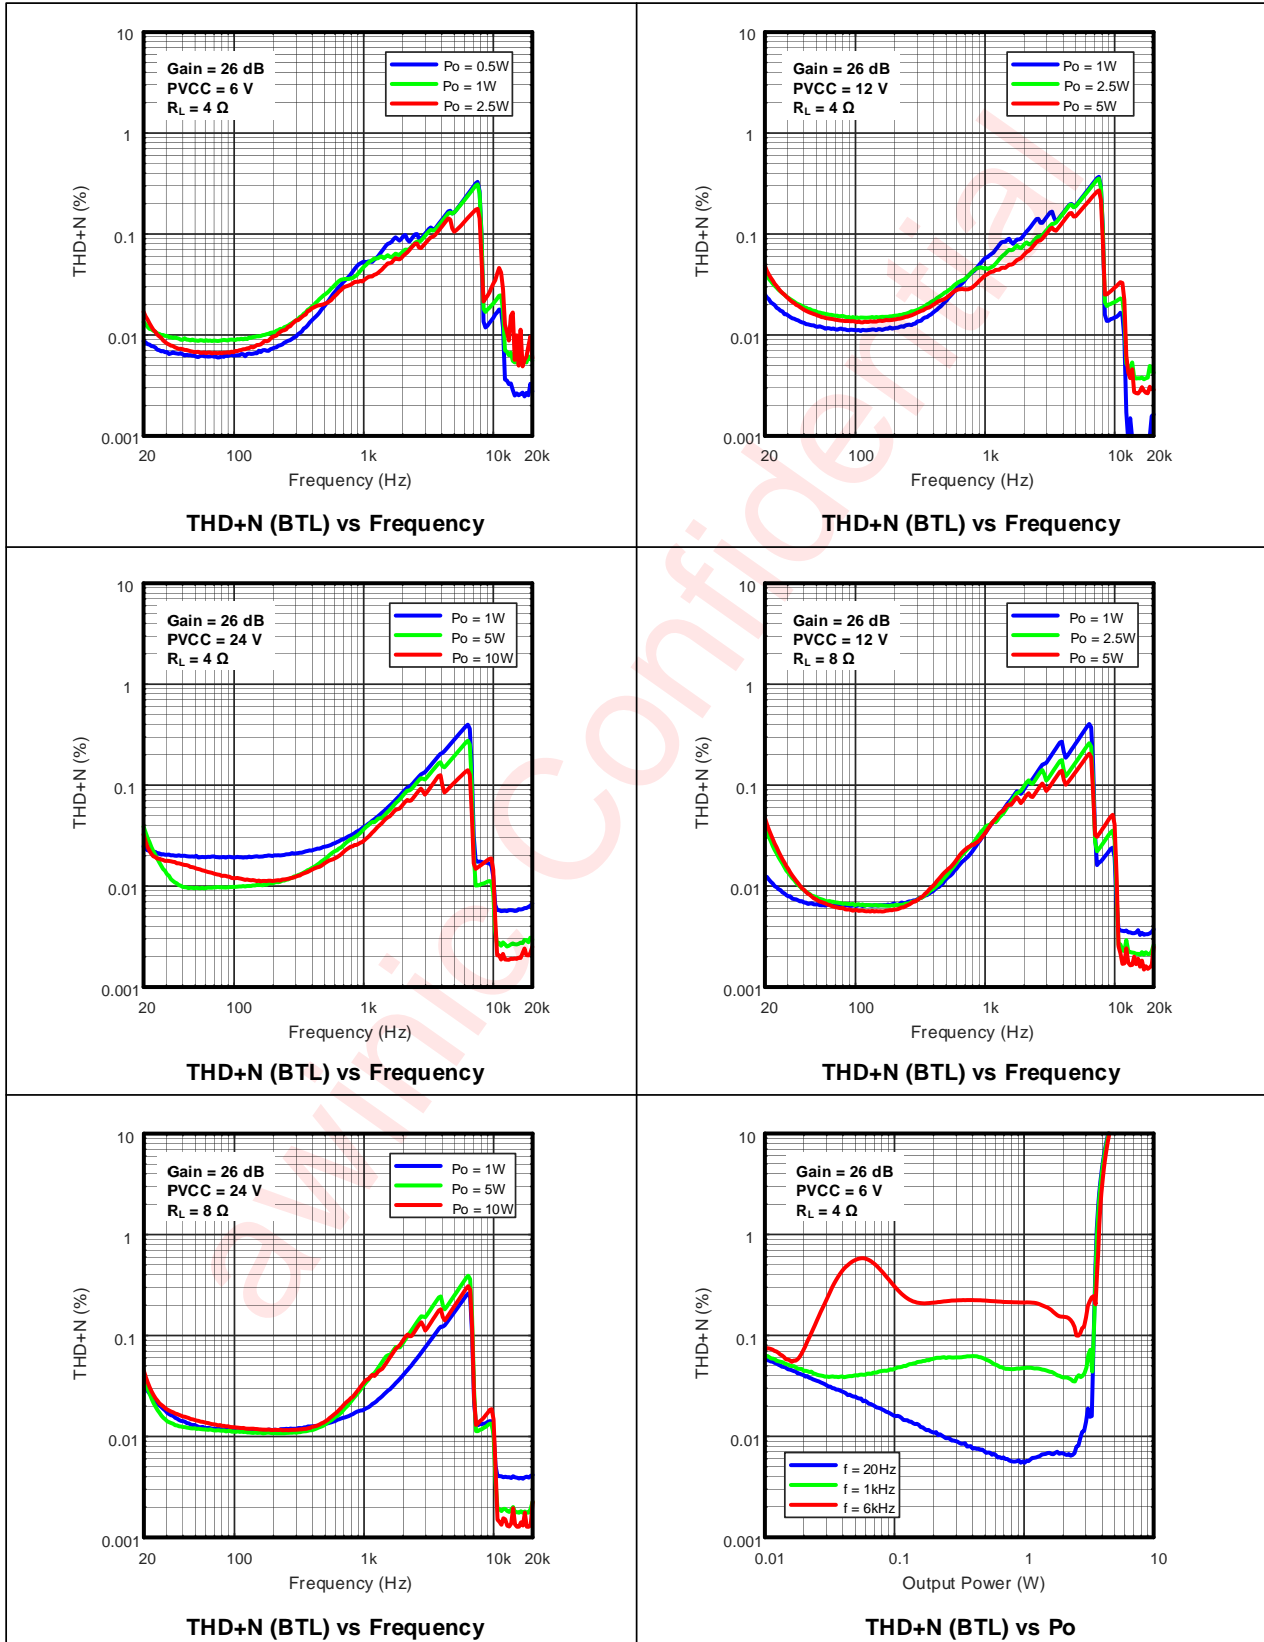 10
1
0.1
0.01
0.001
THD+N (%)
Gain = 26 dB
PVCC = 6 V
RL = 4 Ω
Po = 0.5W
Po = 1W
Po = 2.5W
20 100 1k 10k 20k
Frequency (Hz)
THD+N (BTL) vs Frequency
10
1
0.1
0.01
0.001
THD+N (%)
Gain = 26 dB
PVCC = 12 V
RL = 4 Ω
Po = 1W
Po = 2.5W
Po = 5W
20 100 1k 10k 20k
Frequency (Hz)
THD+N (BTL) vs Frequency
10
1
0.1
0.01
0.001
THD+N (%)
Gain = 26 dB
PVCC = 24 V
RL = 4 Ω
Po = 1W
Po = 5W
Po = 10W
20 100 1k 10k 20k
Frequency (Hz)
THD+N (BTL) vs Frequency
10
1
0.1
0.01
0.001
THD+N (%)
Gain = 26 dB
PVCC = 12 V
RL = 8 Ω
Po = 1W
Po = 2.5W
Po = 5W
20 100 1k 10k 20k
Frequency (Hz)
THD+N (BTL) vs Frequency
10
1
0.1
0.01
0.001
THD+N (%)
Gain = 26 dB
PVCC = 24 V
RL = 8 Ω
Po = 1W
Po = 5W
Po = 10W
20 100 1k 10k 20k
Frequency (Hz)
THD+N (BTL) vs Frequency
10
1
0.1
0.01
0.001
THD+N (%)
Gain = 26 dB
PVCC = 6 V
RL = 4 Ω
f = 20Hz
f = 1kHz
f = 6kHz
0.01 0.1 1 10
Output Power (W)
THD+N (BTL) vs Po
awinic Confidential